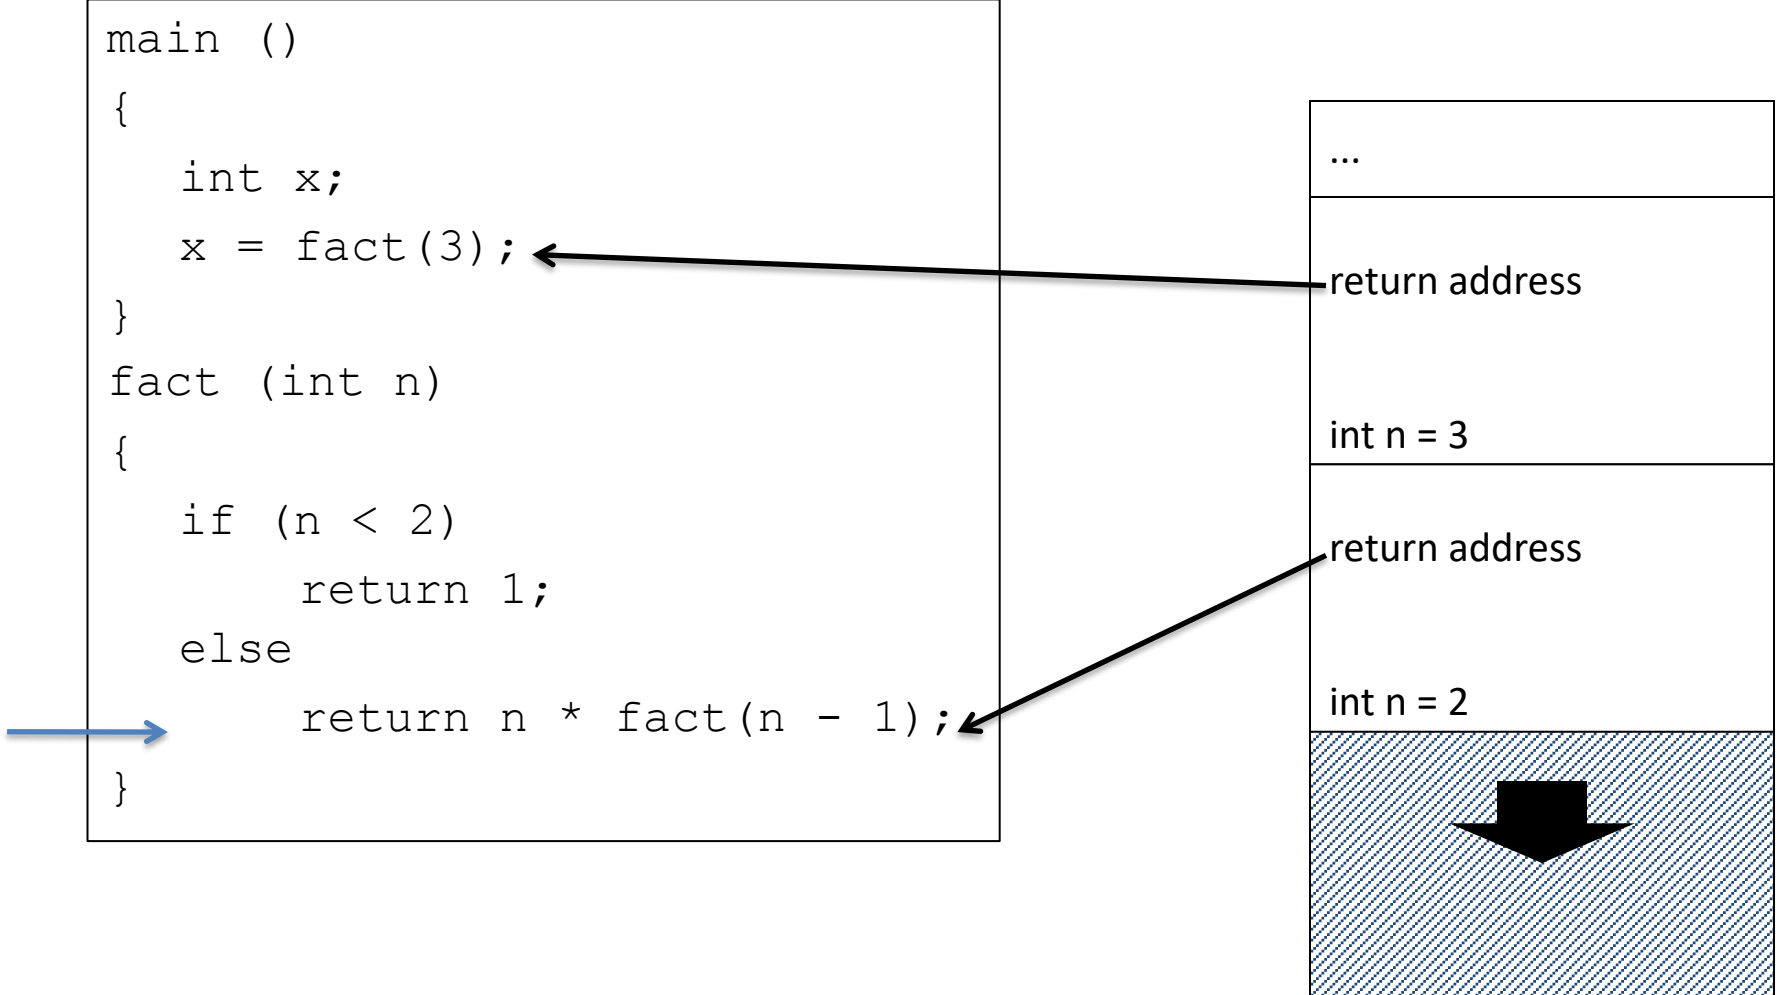 main ()
{
int x;
x = fact(3);
}
fact (int n)
{
if (n < 2)
return 1;
else
return n * fact(n - 1);
}
...
return address
int n = 3
return address
int n = 2